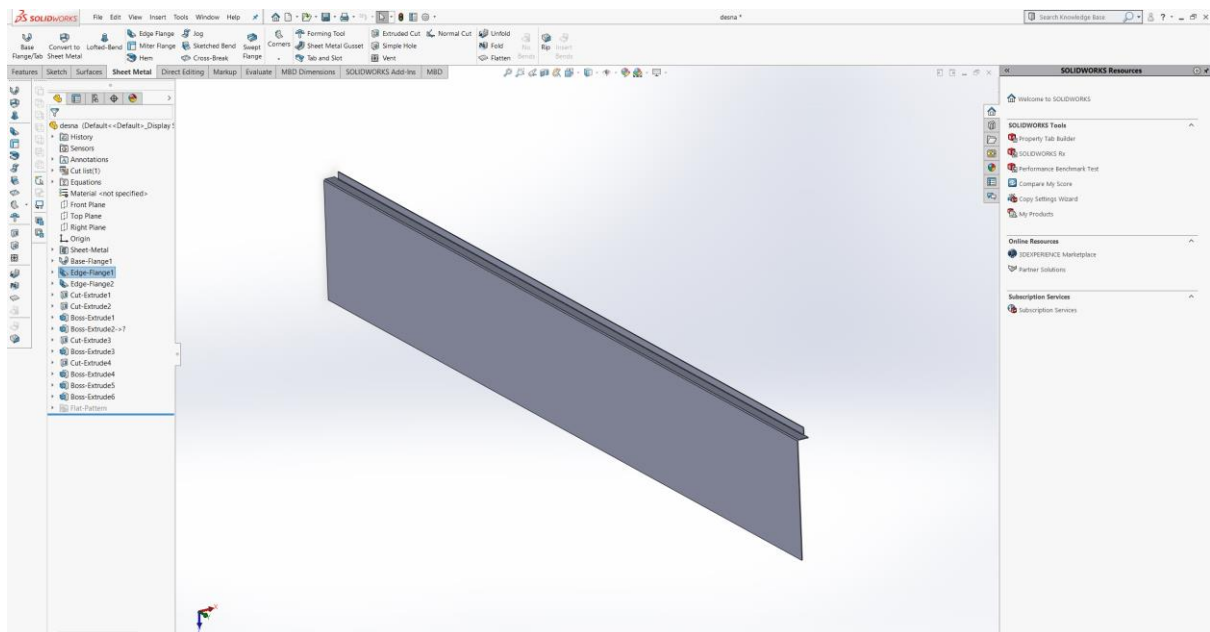 SOLIDWORKS File Edit View Insert Tools Window Help
desna *
Search Knowledge Base
Base Flange/Tab
Convert to Sheet Metal
Lofted-Bend
Edge Flange
Miter Flange
Hem
Jog
Sketched Bend
Cross-Break
Swept Flange
Corners
Forming Tool
Sheet Metal Gusset
Tab and Slot
Extruded Cut
Simple Hole
Vent
Normal Cut
Unfold
Fold
Flatten
No Bends
Rip
Insert Bends
Features Sketch Surfaces Sheet Metal Direct Editing Markup Evaluate MBD Dimensions SOLIDWORKS Add-Ins MBD
desna (Default<<Default>_Display S
History
Sensors
Annotations
Cut list(1)
Equations
Material <not specified>
Front Plane
Top Plane
Right Plane
Origin
Sheet-Metal
Base-Flange1
Edge-Flange1
Edge-Flange2
Cut-Extrude1
Cut-Extrude2
Boss-Extrude1
Boss-Extrude2->?
Cut-Extrude3
Boss-Extrude3
Cut-Extrude4
Boss-Extrude4
Boss-Extrude5
Boss-Extrude6
Flat-Pattern
SOLIDWORKS Resources
Welcome to SOLIDWORKS
SOLIDWORKS Tools
Property Tab Builder
SOLIDWORKS Rx
Performance Benchmark Test
Compare My Score
Copy Settings Wizard
My Products
Online Resources
3DEXPERIENCE Marketplace
Partner Solutions
Subscription Services
Subscription Services